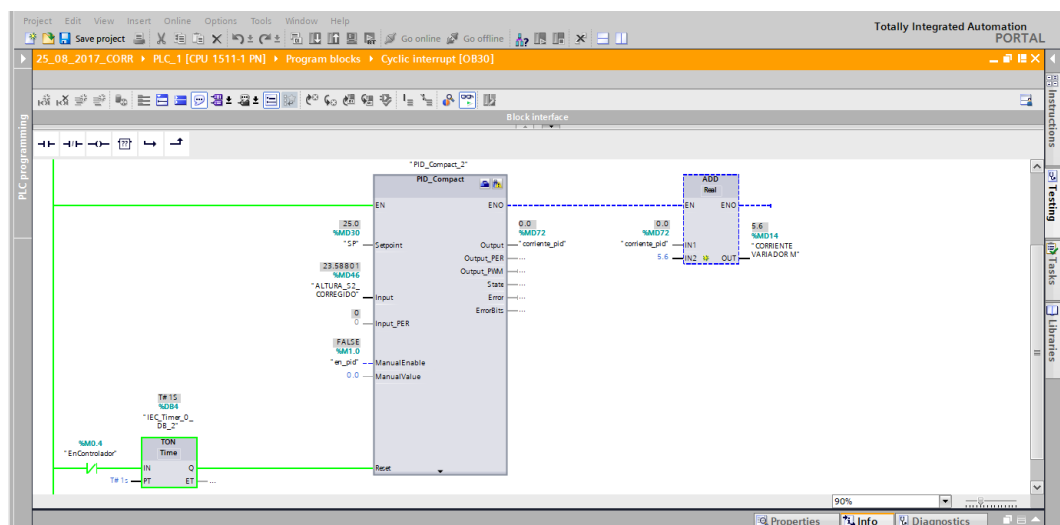 Project Edit View Insert Online Options Tools Window Help
Totally Integrated Automation
PORTAL
Save project
Go online
Go offline
25_08_2017_CORR ▸ PLC_1 [CPU 1511-1 PN] ▸ Program blocks ▸ Cyclic interrupt [OB30]
Block interface
PLC programming
Instructions
Testing
Tasks
Libraries
"PID_Compact_2"
PID_Compact
EN
ENO
25.0
%MD30
"SP"
Setpoint
23.58801
%MD46
"ALTURA_S2_
CORREGIDO"
Input
0
0
Input_PER
FALSE
%M1.0
"en_pid"
ManualEnable
0.0
ManualValue
Reset
0.0
%MD72
Output
"corriente_pid"
Output_PER
...
Output_PWM
...
State
...
Error
...
ErrorBits
...
ADD
Real
EN
ENO
0.0
%MD72
"corriente_pid"
IN1
5.6
IN2
OUT
5.6
%MD14
"CORRIENTE
VARIADOR M"
T#1S
%DB4
"IEC_Timer_0_
DB_2"
TON
Time
%M0.4
"EnControlador"
IN
Q
T#1s
PT
ET
...
90%
Properties
Info
Diagnostics